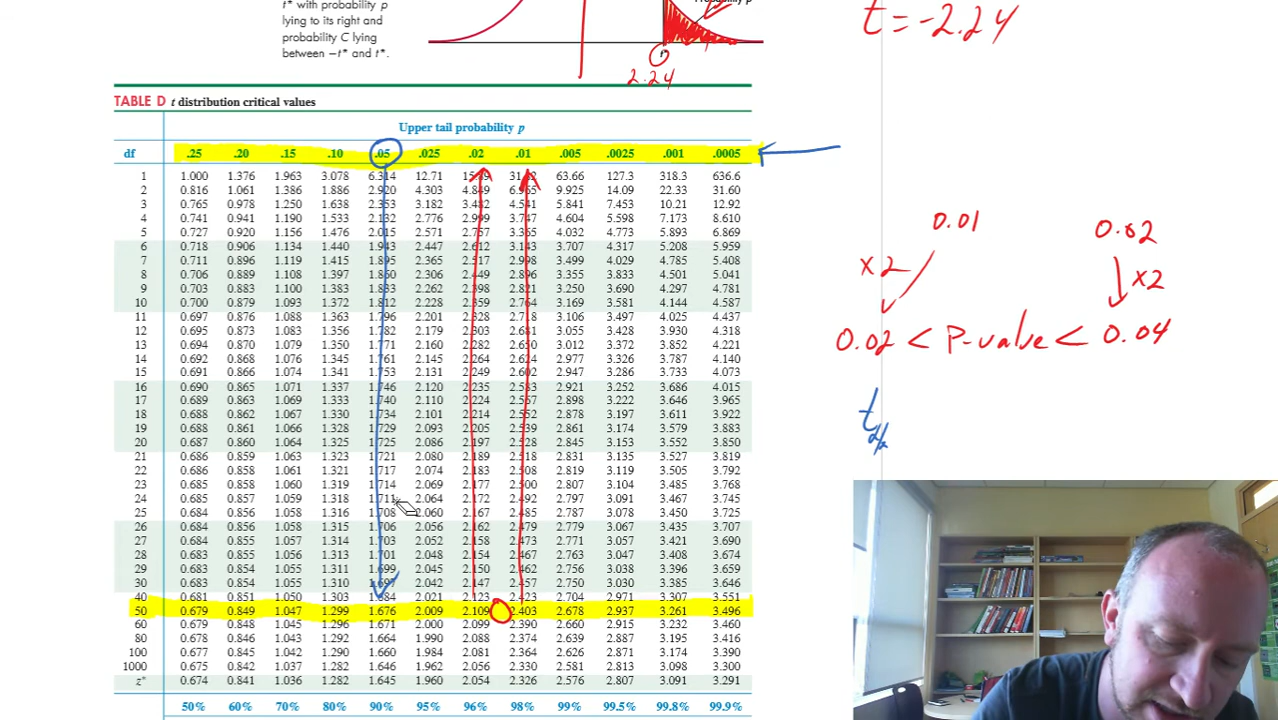 t* with probability p
lying to its right and
probability C lying
between −t* and t*.
t*
2.24
t = -2.24
TABLE D t distribution critical values
Upper tail probability p
df .25 .20 .15 .10 .05 .025 .02 .01 .005 .0025 .001 .0005
1 1.000 1.376 1.963 3.078 6.314 12.71 15.89 31.82 63.66 127.3 318.3 636.6
2 0.816 1.061 1.386 1.886 2.920 4.303 4.849 6.965 9.925 14.09 22.33 31.60
3 0.765 0.978 1.250 1.638 2.353 3.182 3.482 4.541 5.841 7.453 10.21 12.92
4 0.741 0.941 1.190 1.533 2.132 2.776 2.999 3.747 4.604 5.598 7.173 8.610
5 0.727 0.920 1.156 1.476 2.015 2.571 2.757 3.365 4.032 4.773 5.893 6.869
6 0.718 0.906 1.134 1.440 1.943 2.447 2.612 3.143 3.707 4.317 5.208 5.959
7 0.711 0.896 1.119 1.415 1.895 2.365 2.517 2.998 3.499 4.029 4.785 5.408
8 0.706 0.889 1.108 1.397 1.860 2.306 2.449 2.896 3.355 3.833 4.501 5.041
9 0.703 0.883 1.100 1.383 1.833 2.262 2.398 2.821 3.250 3.690 4.297 4.781
10 0.700 0.879 1.093 1.372 1.812 2.228 2.359 2.764 3.169 3.581 4.144 4.587
11 0.697 0.876 1.088 1.363 1.796 2.201 2.328 2.718 3.106 3.497 4.025 4.437
12 0.695 0.873 1.083 1.356 1.782 2.179 2.303 2.681 3.055 3.428 3.930 4.318
13 0.694 0.870 1.079 1.350 1.771 2.160 2.282 2.650 3.012 3.372 3.852 4.221
14 0.692 0.868 1.076 1.345 1.761 2.145 2.264 2.624 2.977 3.326 3.787 4.140
15 0.691 0.866 1.074 1.341 1.753 2.131 2.249 2.602 2.947 3.286 3.733 4.073
16 0.690 0.865 1.071 1.337 1.746 2.120 2.235 2.583 2.921 3.252 3.686 4.015
17 0.689 0.863 1.069 1.333 1.740 2.110 2.224 2.567 2.898 3.222 3.646 3.965
18 0.688 0.862 1.067 1.330 1.734 2.101 2.214 2.552 2.878 3.197 3.611 3.922
19 0.688 0.861 1.066 1.328 1.729 2.093 2.205 2.539 2.861 3.174 3.579 3.883
20 0.687 0.860 1.064 1.325 1.725 2.086 2.197 2.528 2.845 3.153 3.552 3.850
21 0.686 0.859 1.063 1.323 1.721 2.080 2.189 2.518 2.831 3.135 3.527 3.819
22 0.686 0.858 1.061 1.321 1.717 2.074 2.183 2.508 2.819 3.119 3.505 3.792
23 0.685 0.858 1.060 1.319 1.714 2.069 2.177 2.500 2.807 3.104 3.485 3.768
24 0.685 0.857 1.059 1.318 1.711 2.064 2.172 2.492 2.797 3.091 3.467 3.745
25 0.684 0.856 1.058 1.316 1.708 2.060 2.167 2.485 2.787 3.078 3.450 3.725
26 0.684 0.855 1.058 1.315 1.706 2.056 2.162 2.479 2.779 3.067 3.435 3.707
27 0.684 0.855 1.057 1.314 1.703 2.052 2.158 2.473 2.771 3.057 3.421 3.690
28 0.683 0.855 1.056 1.313 1.701 2.048 2.154 2.467 2.763 3.047 3.408 3.674
29 0.683 0.854 1.055 1.311 1.699 2.045 2.150 2.462 2.756 3.038 3.396 3.659
30 0.683 0.854 1.055 1.310 1.697 2.042 2.147 2.457 2.750 3.030 3.385 3.646
40 0.681 0.851 1.050 1.303 1.684 2.021 2.123 2.423 2.704 2.971 3.307 3.551
50 0.679 0.849 1.047 1.299 1.676 2.009 2.109 2.403 2.678 2.937 3.261 3.496
60 0.679 0.848 1.045 1.296 1.671 2.000 2.099 2.390 2.660 2.915 3.232 3.460
80 0.678 0.846 1.043 1.292 1.664 1.990 2.088 2.374 2.639 2.887 3.195 3.416
100 0.677 0.845 1.042 1.290 1.660 1.984 2.081 2.364 2.626 2.871 3.174 3.390
1000 0.675 0.842 1.037 1.282 1.646 1.962 2.056 2.330 2.581 2.813 3.098 3.300
z* 0.674 0.841 1.036 1.282 1.645 1.960 2.054 2.326 2.576 2.807 3.091 3.291
50% 60% 70% 80% 90% 95% 96% 98% 99% 99.5% 99.8% 99.9%
0.01 0.02
x2 x2
0.02 < P-value < 0.04
t α/2